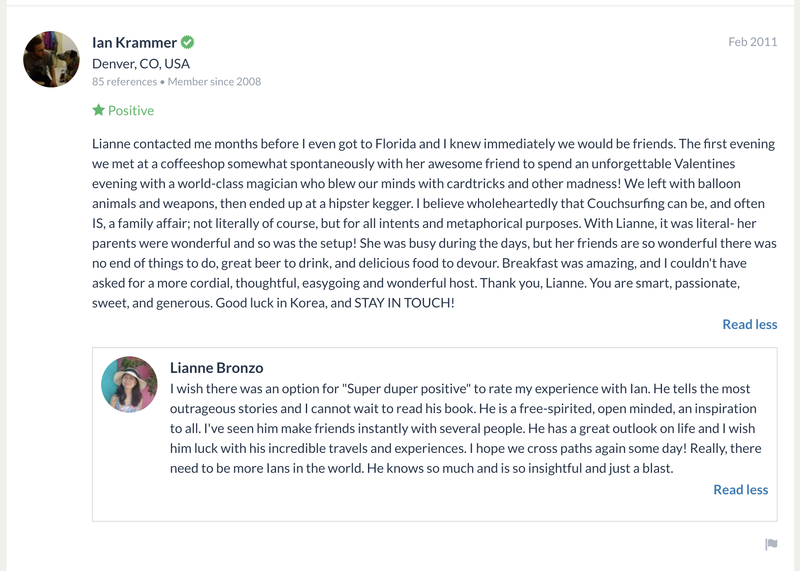 Ian Krammer
Feb 2011
Denver, CO, USA
85 references • Member since 2008
Positive
Lianne contacted me months before I even got to Florida and I knew immediately we would be friends. The first evening
we met at a coffeeshop somewhat spontaneously with her awesome friend to spend an unforgettable Valentines
evening with a world-class magician who blew our minds with cardtricks and other madness! We left with balloon
animals and weapons, then ended up at a hipster kegger. I believe wholeheartedly that Couchsurfing can be, and often
IS, a family affair; not literally of course, but for all intents and metaphorical purposes. With Lianne, it was literal- her
parents were wonderful and so was the setup! She was busy during the days, but her friends are so wonderful there was
no end of things to do, great beer to drink, and delicious food to devour. Breakfast was amazing, and I couldn't have
asked for a more cordial, thoughtful, easygoing and wonderful host. Thank you, Lianne. You are smart, passionate,
sweet, and generous. Good luck in Korea, and STAY IN TOUCH!
Read less
Lianne Bronzo
I wish there was an option for "Super duper positive" to rate my experience with Ian. He tells the most
outrageous stories and I cannot wait to read his book. He is a free-spirited, open minded, an inspiration
to all. I've seen him make friends instantly with several people. He has a great outlook on life and I wish
him luck with his incredible travels and experiences. I hope we cross paths again some day! Really, there
need to be more Ians in the world. He knows so much and is so insightful and just a blast.
Read less